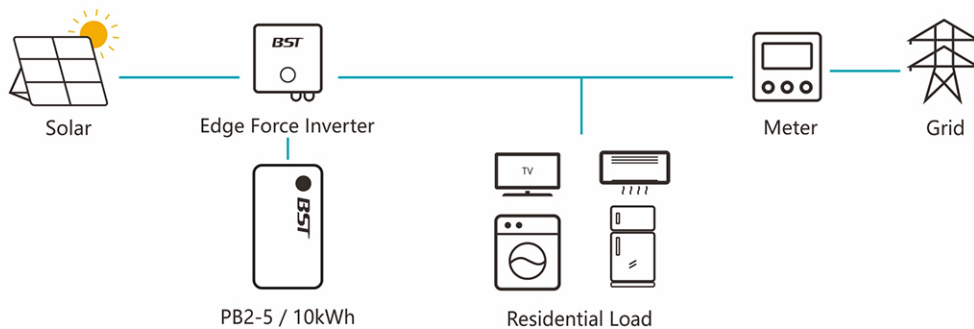 BST
Solar
Edge Force Inverter
Meter
Grid
TV
BST
PB2-5 / 10kWh
Residential Load